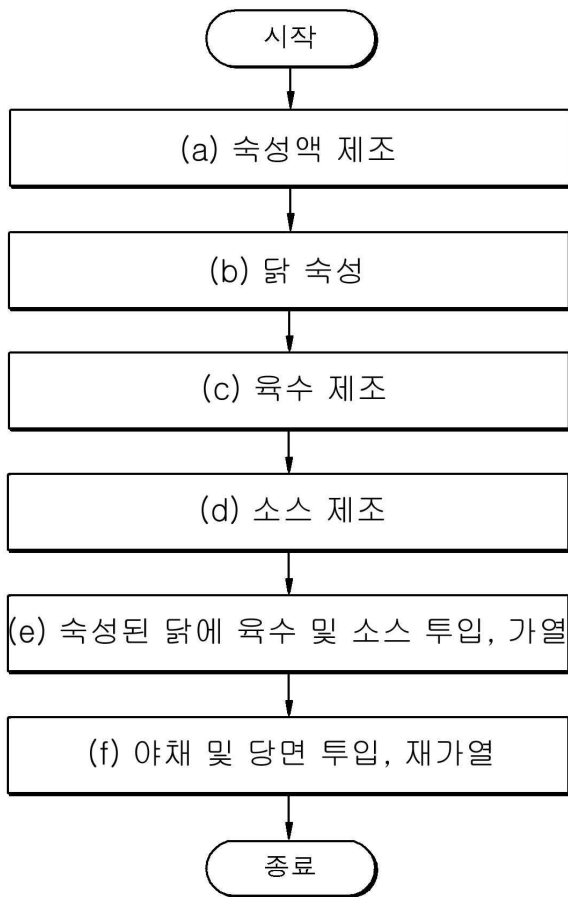 시작
(a) 숙성액 제조
(b) 닭 숙성
(c) 육수 제조
(d) 소스 제조
(e) 숙성된 닭에 육수 및 소스 투입, 가열
(f) 야채 및 당면 투입, 재가열
종료